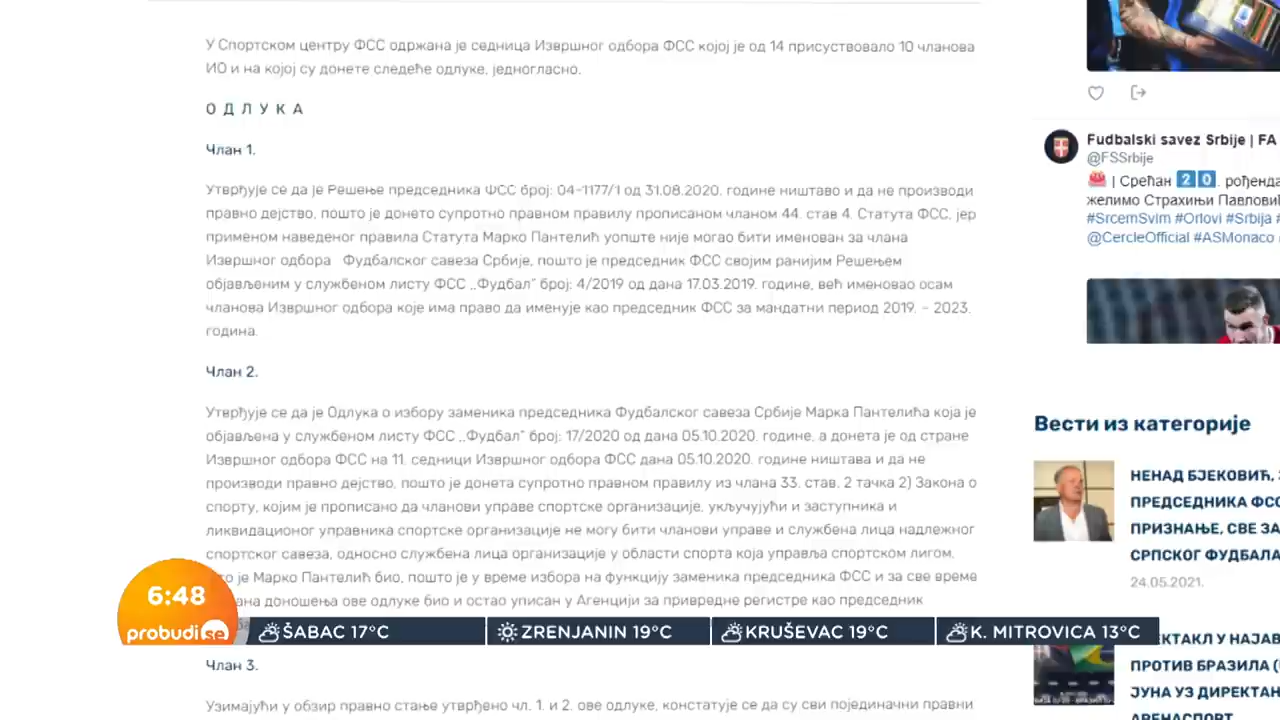 У Спортском центру ФСС одржана је седница Извршног одбора ФСС којој је од 14 присуствовало 10 чланова
ИО и на којој су донете следеће одлуке, једногласно.
О Д Л У К А
Члан 1.
Утврђује се да је Решење председника ФСС број: 04-1177/1 од 31.08.2020. године ништаво и да не производи
правно дејство, пошто је донето супротно правном правилу прописаном чланом 44. став 4. Статута ФСС, јер
применом наведеног правила Статута Марко Пантелић уопште није могао бити именован за члана
Извршног одбора Фудбалског савеза Србије, пошто је председник ФСС својим ранијим Решењем
објављеним у службеном листу ФСС ,,Фудбал" број: 4/2019 од дана 17.03.2019. године, већ именовао осам
чланова Извршног одбора које има право да именује као председник ФСС за мандатни период 2019. – 2023.
година.
Члан 2.
Утврђује се да је Одлука о избору заменика председника Фудбалског савеза Србије Марка Пантелића која је
објављена у службеном листу ФСС ,,Фудбал" број: 17/2020 од дана 05.10.2020. године, а донета је од стране
Извршног одбора ФСС на 11. седници Извршног одбора ФСС дана 05.10.2020. године ништава и да не
производи правно дејство, пошто је донета супротно правном правилу из члана 33. став. 2 тачка 2) Закона о
спорту, којим је прописано да чланови управе спортске организације, укључујући и заступника и
ликвидационог управника спортске организације не могу бити чланови управе и службена лица надлежног
спортског савеза, односно службена лица организације у области спорта која управља спортском лигом,
то је Марко Пантелић био, пошто је у време избора на функцију заменика председника ФСС и за све време
ана доношења ове одлуке био и остао уписан у Агенцији за привредне регистре као председник
Члан 3.
Узимајући у обзир правно стање утврђено чл. 1. и 2. ове одлуке, констатује се да су сви појединачни правни
Fudbalski savez Srbije | FA
@FSSrbije
| Срећан 20. рођенда
желимо Страхињи Павлови
#SrcemSvim #Orlovi #Srbija #
@CercleOfficial #ASMonaco
Вести из категорије
НЕНАД БЈЕКОВИЋ,
ПРЕДСЕДНИКА ФСС
ПРИЗНАЊЕ, СВЕ ЗА
СРПСКОГ ФУДБАЛА
24.05.2021.
ЕКТАКЛ У НАЈАВ
ПРОТИВ БРАЗИЛА (
ЈУНА УЗ ДИРЕКТАН
АРЕНАСПОРТ
6:48
probudi se
ŠABAC 17°C
ZRENJANIN 19°C
KRUŠEVAC 19°C
K. MITROVICA 13°C